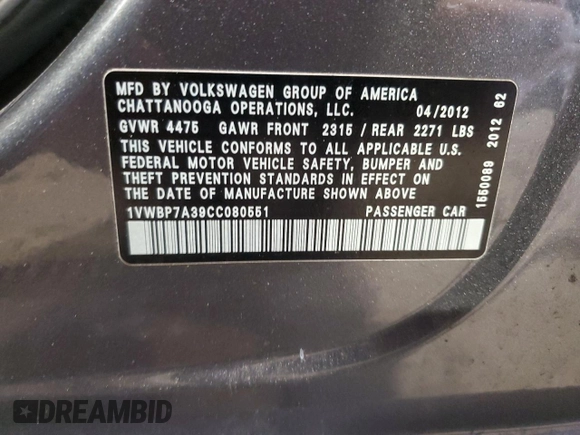 MFD BY VOLKSWAGEN GROUP OF AMERICA
CHATTANOOGA OPERATIONS, LLC. 04/2012
GVWR 4475 GAWR FRONT 2315 / REAR 2271 LBS
THIS VEHICLE CONFORMS TO ALL APPLICABLE U.S.
FEDERAL MOTOR VEHICLE SAFETY, BUMPER AND
THEFT PREVENTION STANDARDS IN EFFECT ON
THE DATE OF MANUFACTURE SHOWN ABOVE
1VWBP7A39CC080551 PASSENGER CAR
1550089 2012 62
DREAMBID